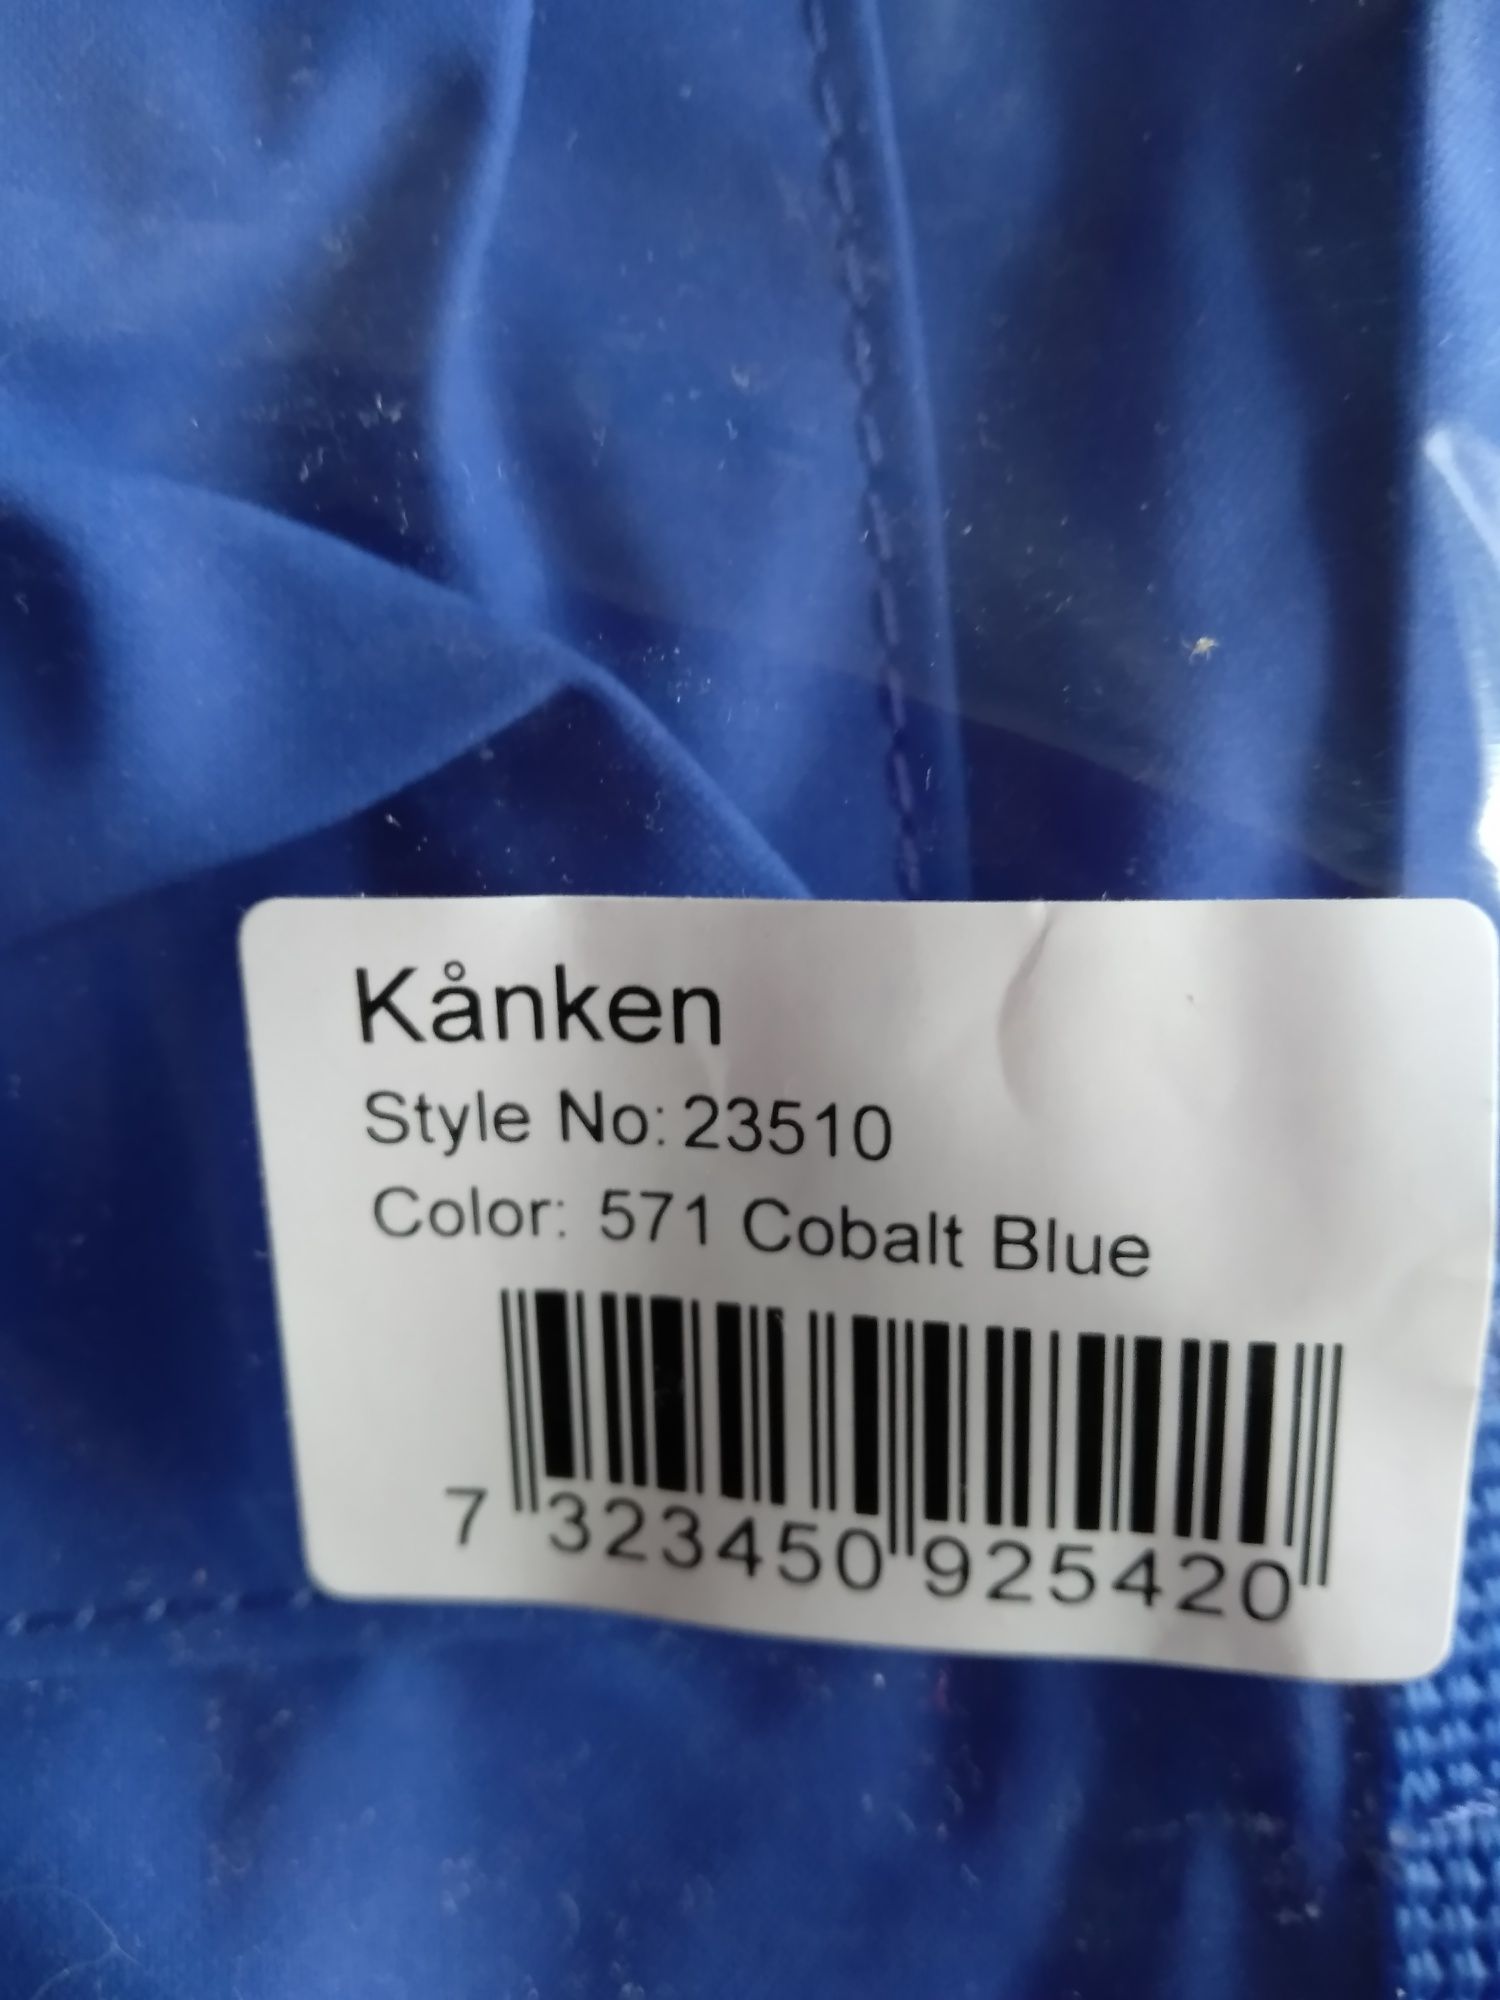 Kånken
Style No: 23510
Color: 571 Cobalt Blue
7 323450 925420